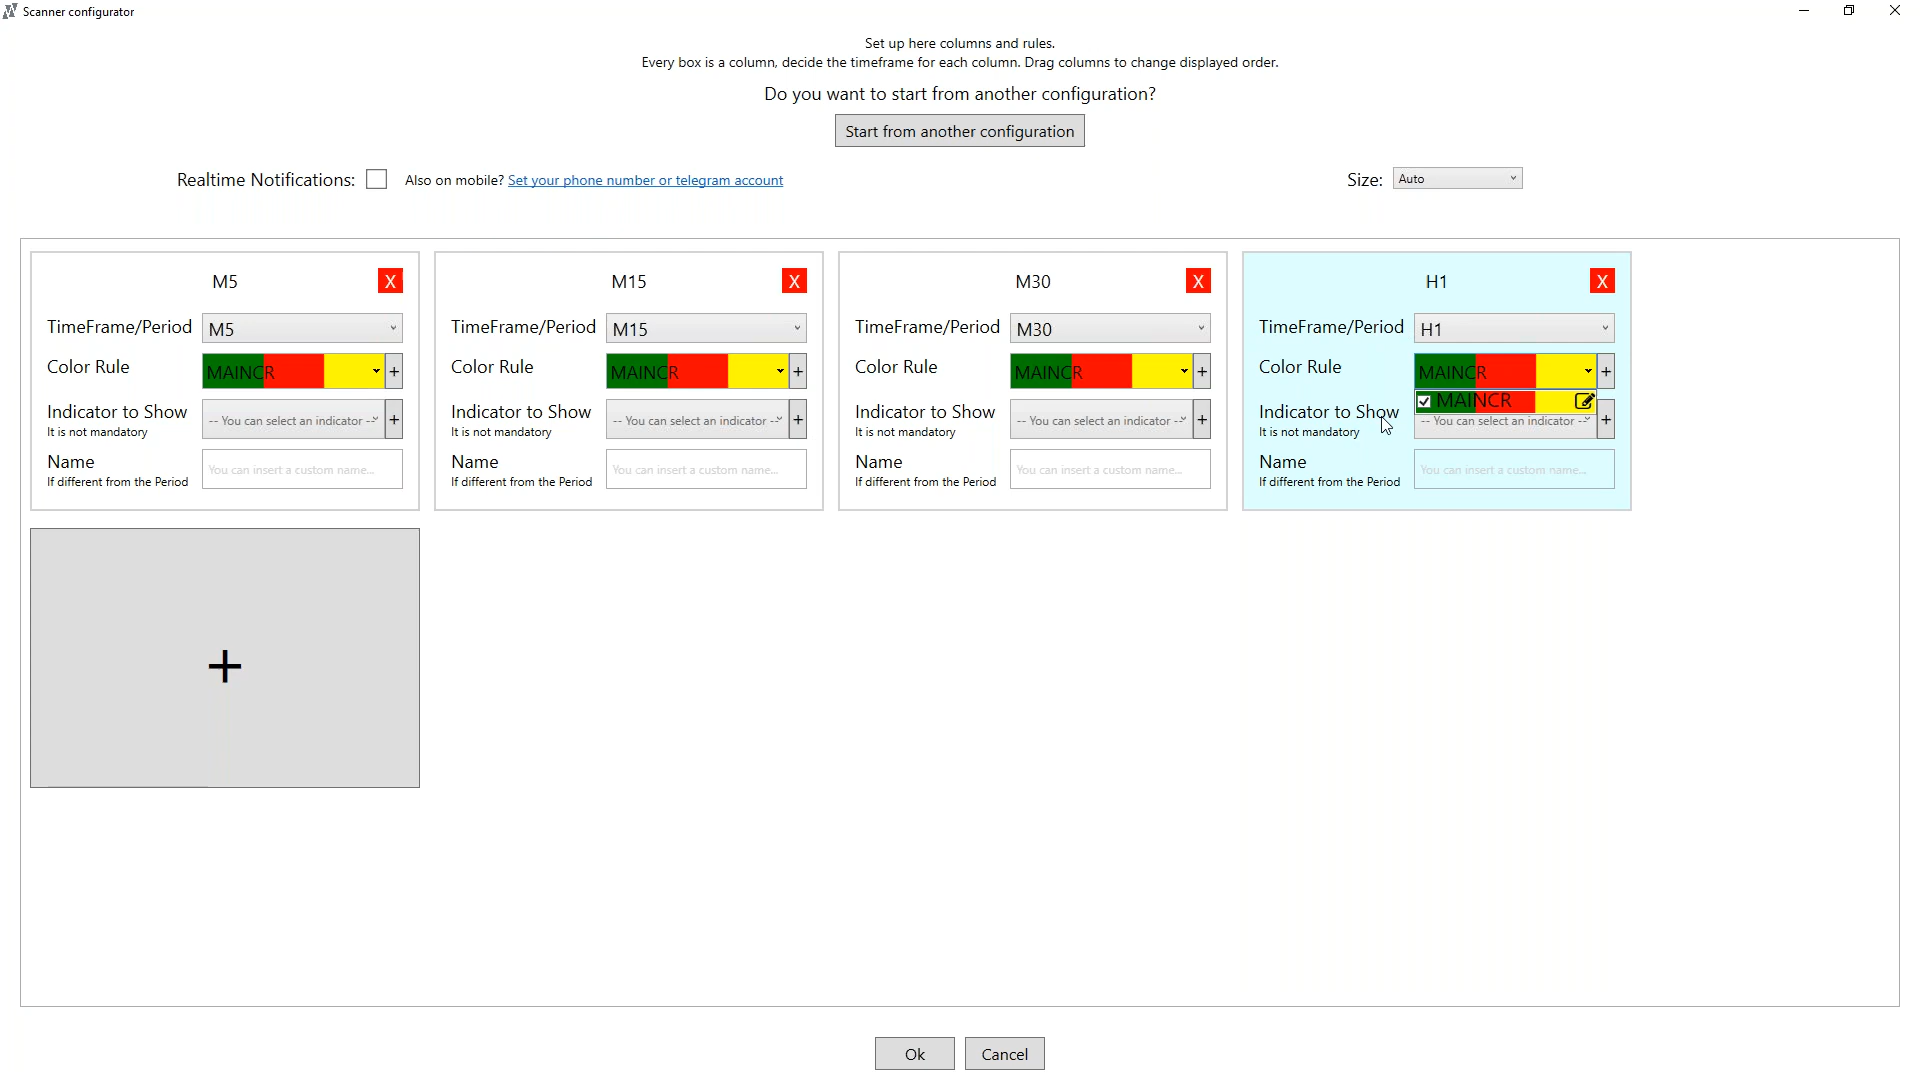 Scanner configurator
Set up here columns and rules.
Every box is a column, decide the timeframe for each column. Drag columns to change displayed order.
Do you want to start from another configuration?
Start from another configuration
Realtime Notifications: Also on mobile? Set your phone number or telegram account Size: Auto
M5 X M15 X M30 X H1 X
TimeFrame/Period M5 TimeFrame/Period M15 TimeFrame/Period M30 TimeFrame/Period H1
Color Rule MAINCR + Color Rule MAINCR + Color Rule MAINCR + Color Rule MAINCR +
MAINCR
Indicator to Show -- You can select an indicator -- + Indicator to Show -- You can select an indicator -- + Indicator to Show -- You can select an indicator -- + Indicator to Show -- You can select an indicator -- +
It is not mandatory It is not mandatory It is not mandatory It is not mandatory
Name You can insert a custom name... Name You can insert a custom name... Name You can insert a custom name... Name You can insert a custom name...
If different from the Period If different from the Period If different from the Period If different from the Period
+
Ok Cancel